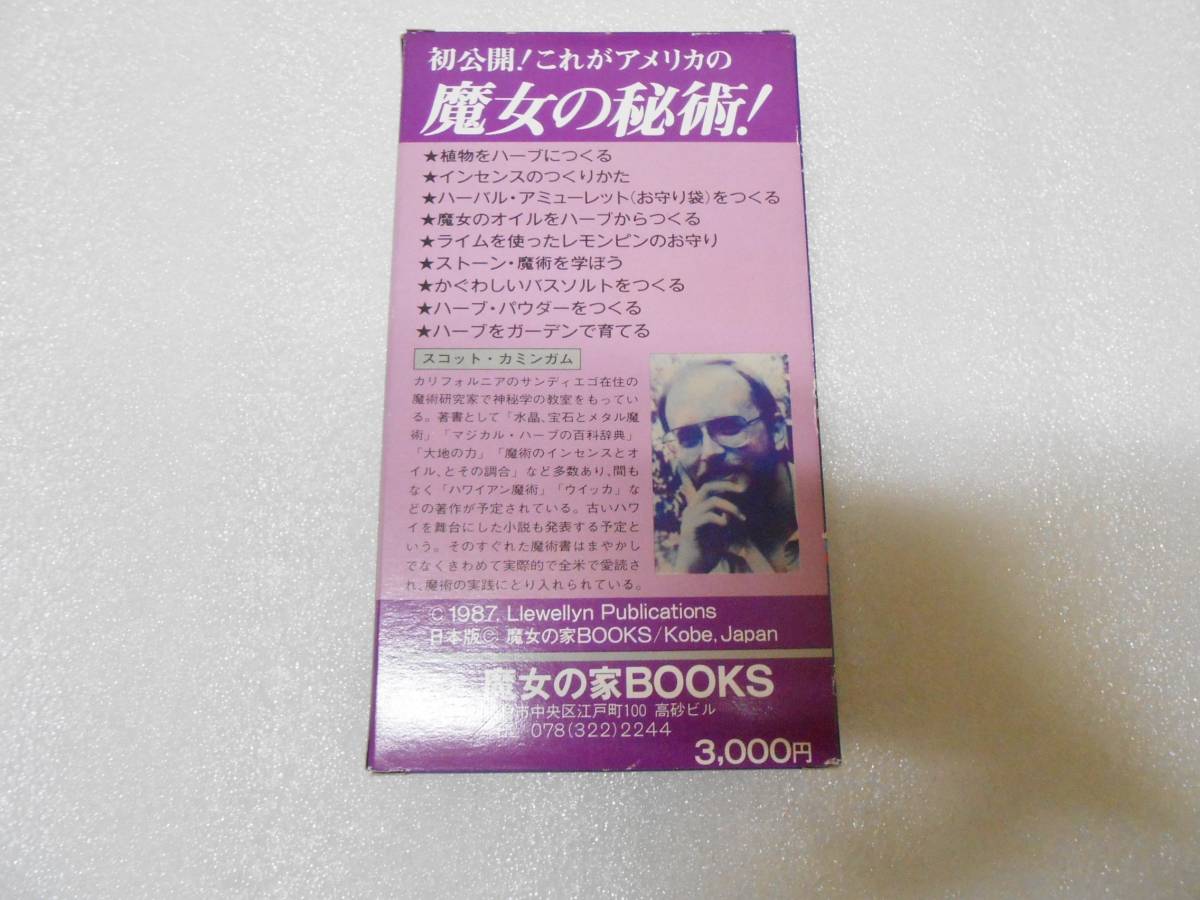 初公開!これがアメリカの
魔女の秘術!
★植物をハーブにつくる
★インセンスのつくりかた
★ハーバル・アミューレット(お守り袋)をつくる
★魔女のオイルをハーブからつくる
★ライムを使ったレモンピンのお守り
★ストーン・魔術を学ぼう
★かぐわしいバスソルトをつくる
★ハーブ・パウダーをつくる
★ハーブをガーデンで育てる
スコット・カミンガム
カリフォルニアのサンディエゴ在住の
魔術研究家で神秘学の教室をもってい
る。著書として「水晶、宝石とメタル魔
術」「マジカル・ハーブの百科辞典」
「大地の力」「魔術のインセンスとオ
イル、とその調合」など多数あり、間も
なく「ハワイアン魔術」「ウイッカ」な
どの著作が予定されている。古いハワ
イを舞台にした小説も発表する予定と
いう。そのすぐれた魔術書はまやかし
でなくきわめて実際的で全米で愛読さ
れ、魔術の実践にとり入れられている。
© 1987, Llewellyn Publications
日本版© 魔女の家BOOKS/Kobe, Japan
魔女の家BOOKS
市中央区江戸町100 高砂ビル
078(322)2244
3,000円